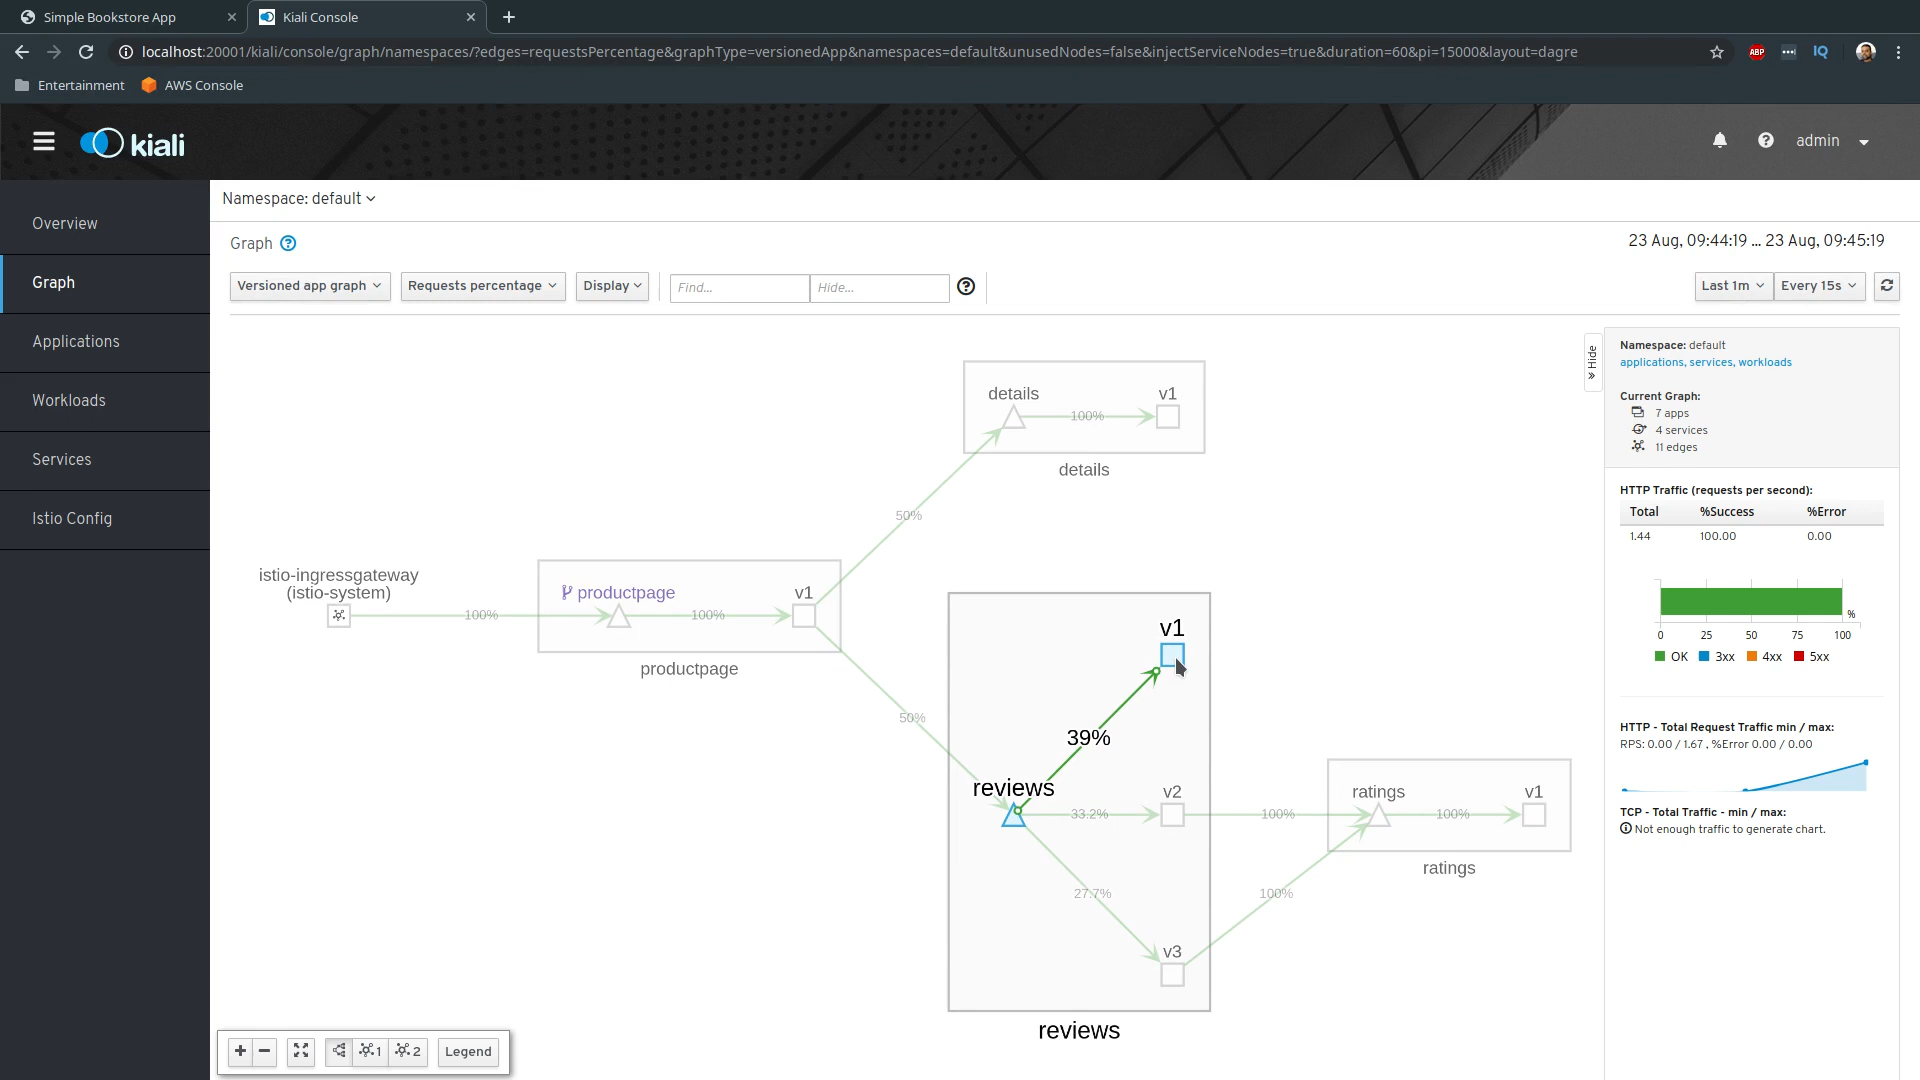 Simple Bookstore App
Kiali Console
localhost:20001/kiali/console/graph/namespaces/?edges=requestsPercentage&graphType=versionedApp&namespaces=default&unusedNodes=false&injectServiceNodes=true&duration=60&pi=15000&layout=dagre
ABP
IQ
Entertainment
AWS Console
kiali
admin
Overview
Graph
Applications
Workloads
Services
Istio Config
Namespace: default
Graph
23 Aug, 09:44:19 ... 23 Aug, 09:45:19
Versioned app graph
Requests percentage
Display
Find...
Hide...
Last 1m
Every 15s
details
v1
100%
details
50%
istio-ingressgateway
(istio-system)
100%
productpage
v1
100%
productpage
50%
v1
39%
reviews
33.2%
v2
27.7%
v3
reviews
100%
100%
ratings
v1
100%
ratings
Hide
Namespace: default
applications, services, workloads
Current Graph:
7 apps
4 services
11 edges
HTTP Traffic (requests per second):
Total %Success %Error
1.44 100.00 0.00
%
0 25 50 75 100
OK 3xx 4xx 5xx
HTTP - Total Request Traffic min / max:
RPS: 0.00 / 1.67 , %Error 0.00 / 0.00
TCP - Total Traffic - min / max:
Not enough traffic to generate chart.
1
2
Legend